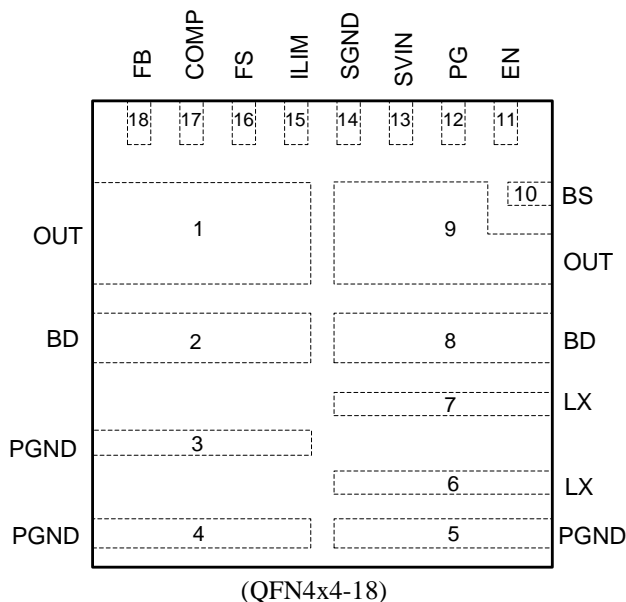 FB COMP FS ILIM SGND SVIN PG EN
18 17 16 15 14 13 12 11
10 BS
OUT 1 9
OUT
BD 2 8 BD
7 LX
PGND 3
6 LX
PGND 4 5 PGND
(QFN4x4-18)